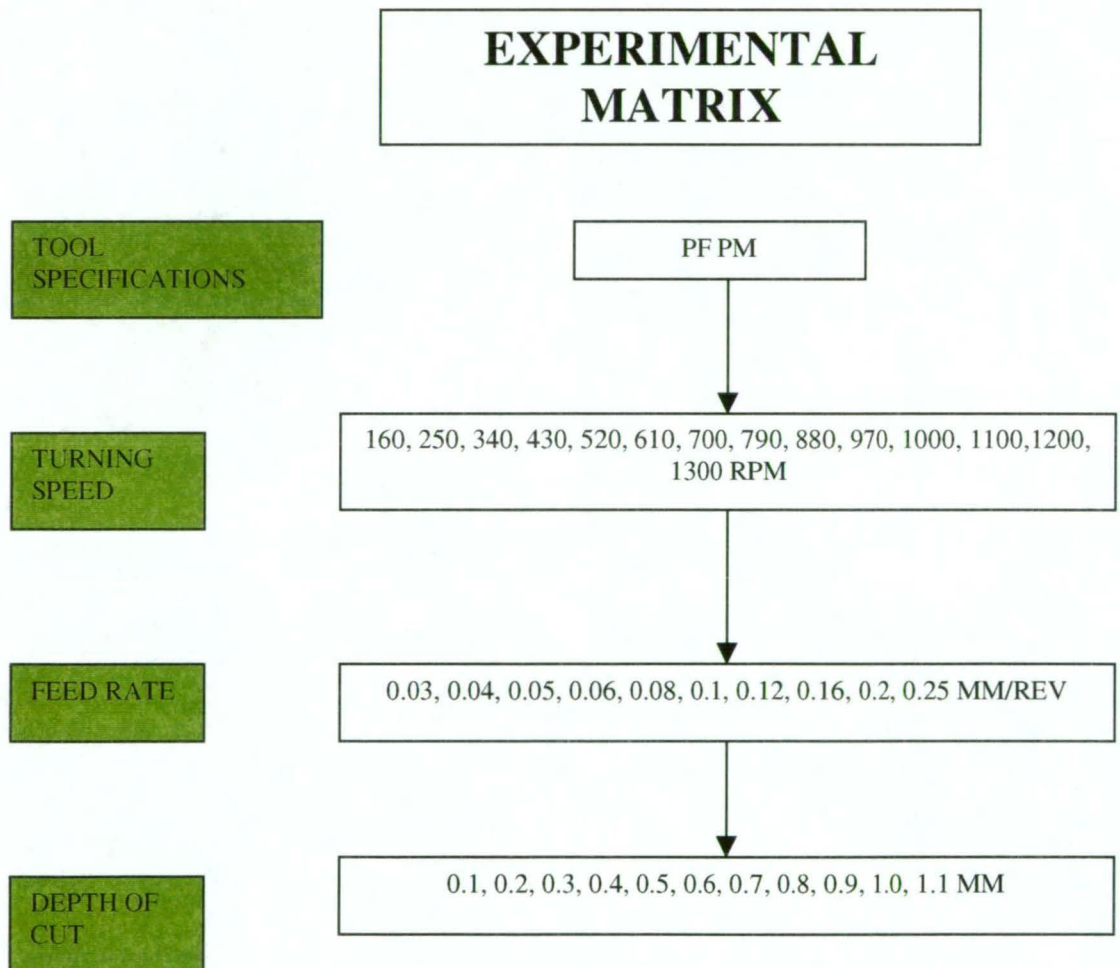 EXPERIMENTAL
MATRIX
TOOL
SPECIFICATIONS
PF PM
TURNING
SPEED
160, 250, 340, 430, 520, 610, 700, 790, 880, 970, 1000, 1100,1200,
1300 RPM
FEED RATE
0.03, 0.04, 0.05, 0.06, 0.08, 0.1, 0.12, 0.16, 0.2, 0.25 MM/REV
DEPTH OF
CUT
0.1, 0.2, 0.3, 0.4, 0.5, 0.6, 0.7, 0.8, 0.9, 1.0, 1.1 MM